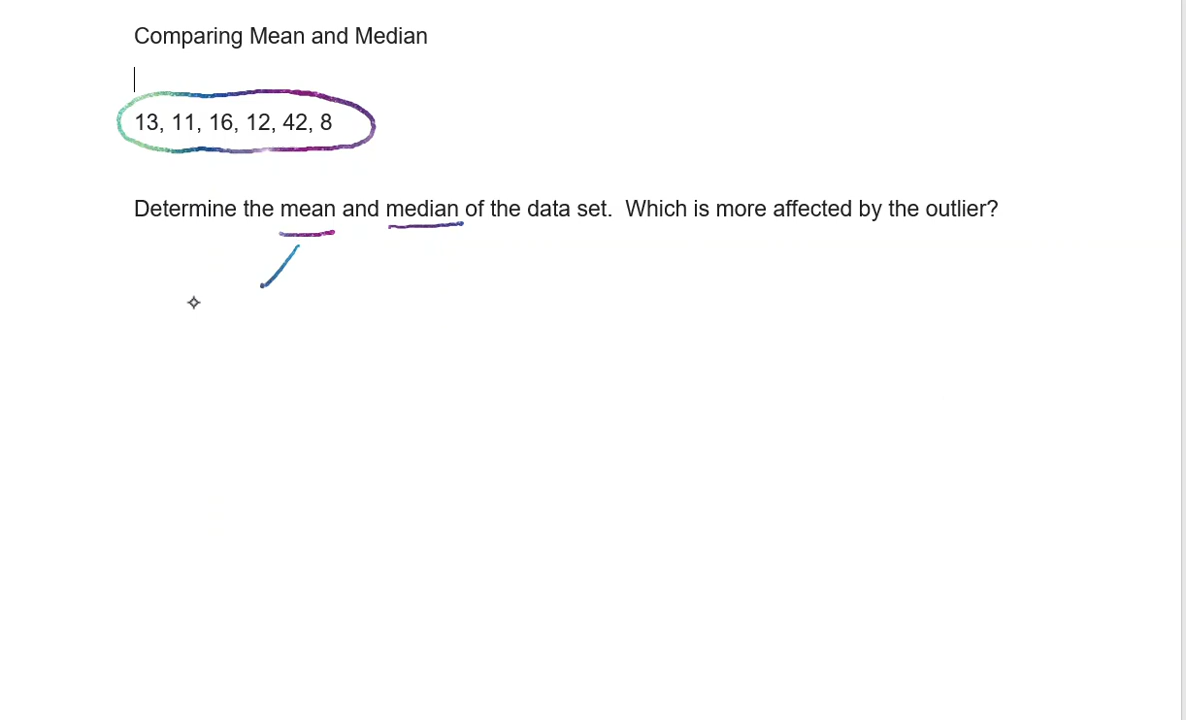 Comparing Mean and Median
13, 11, 16, 12, 42, 8
Determine the mean and median of the data set.  Which is more affected by the outlier?